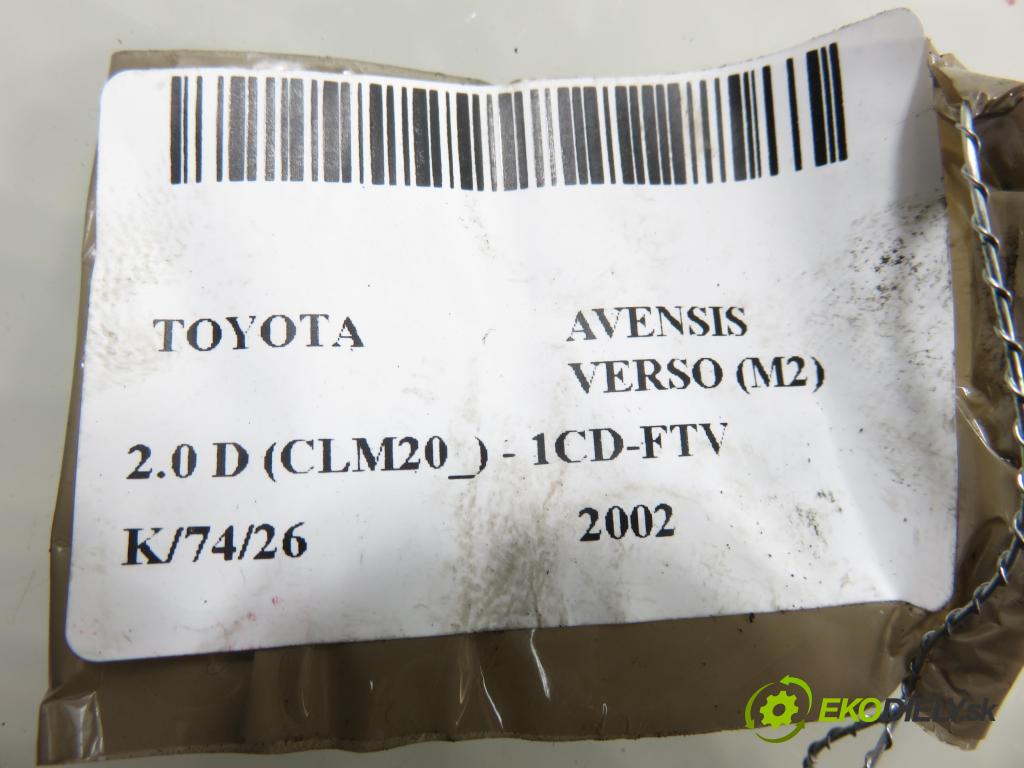 TOYOTA AVENSIS
VERSO (M2)
2.0 D (CLM20_) - 1CD-FTV
K/74/26 2002
EKODIELY.sk